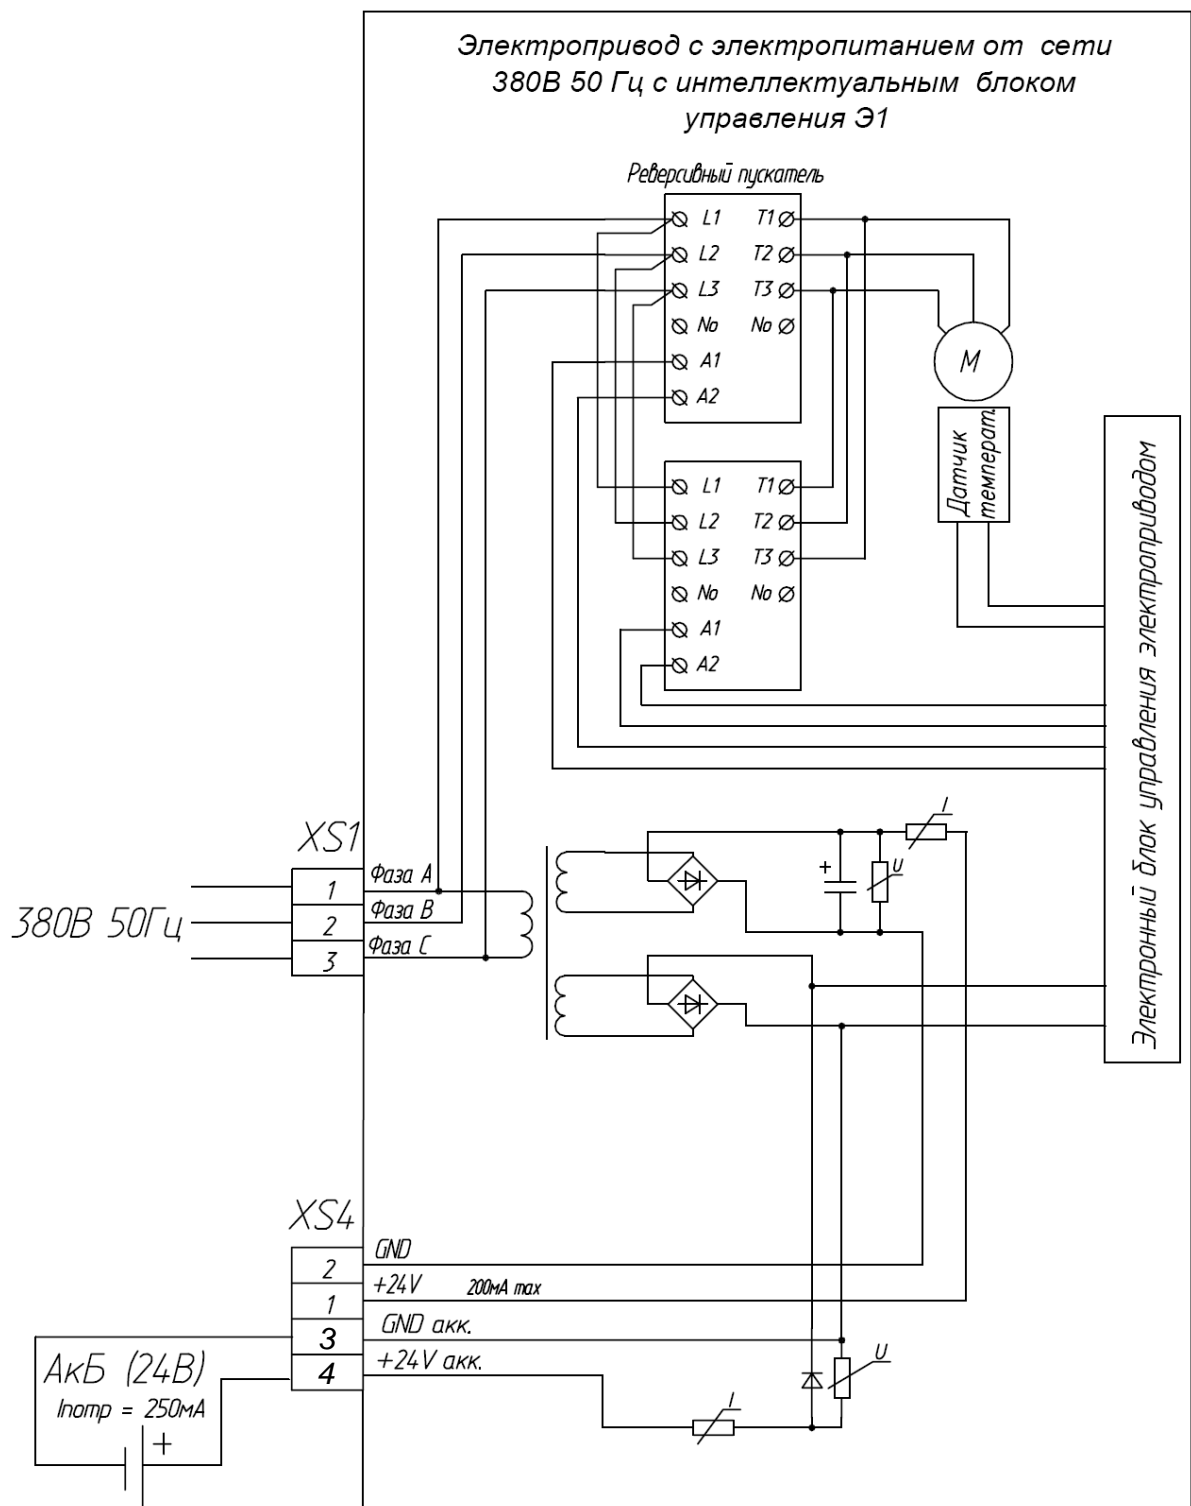 Электропривод с электропитанием от сети
380В 50 Гц с интеллектуальным блоком
управления Э1
Реверсивный пускатель
L1 T1
L2 T2
L3 T3
No No
A1
A2
M
Датчик
температ.
L1 T1
L2 T2
L3 T3
No No
A1
A2
Электронный блок управления электроприводом
XS1
380В 50Гц
1 Фаза A
2 Фаза B
3 Фаза C
I
+
U
XS4
2 GND
1 +24V 200мА max
3 GND акк.
4 +24V акк.
АкБ (24В)
Iпотр = 250мА
+
U
I